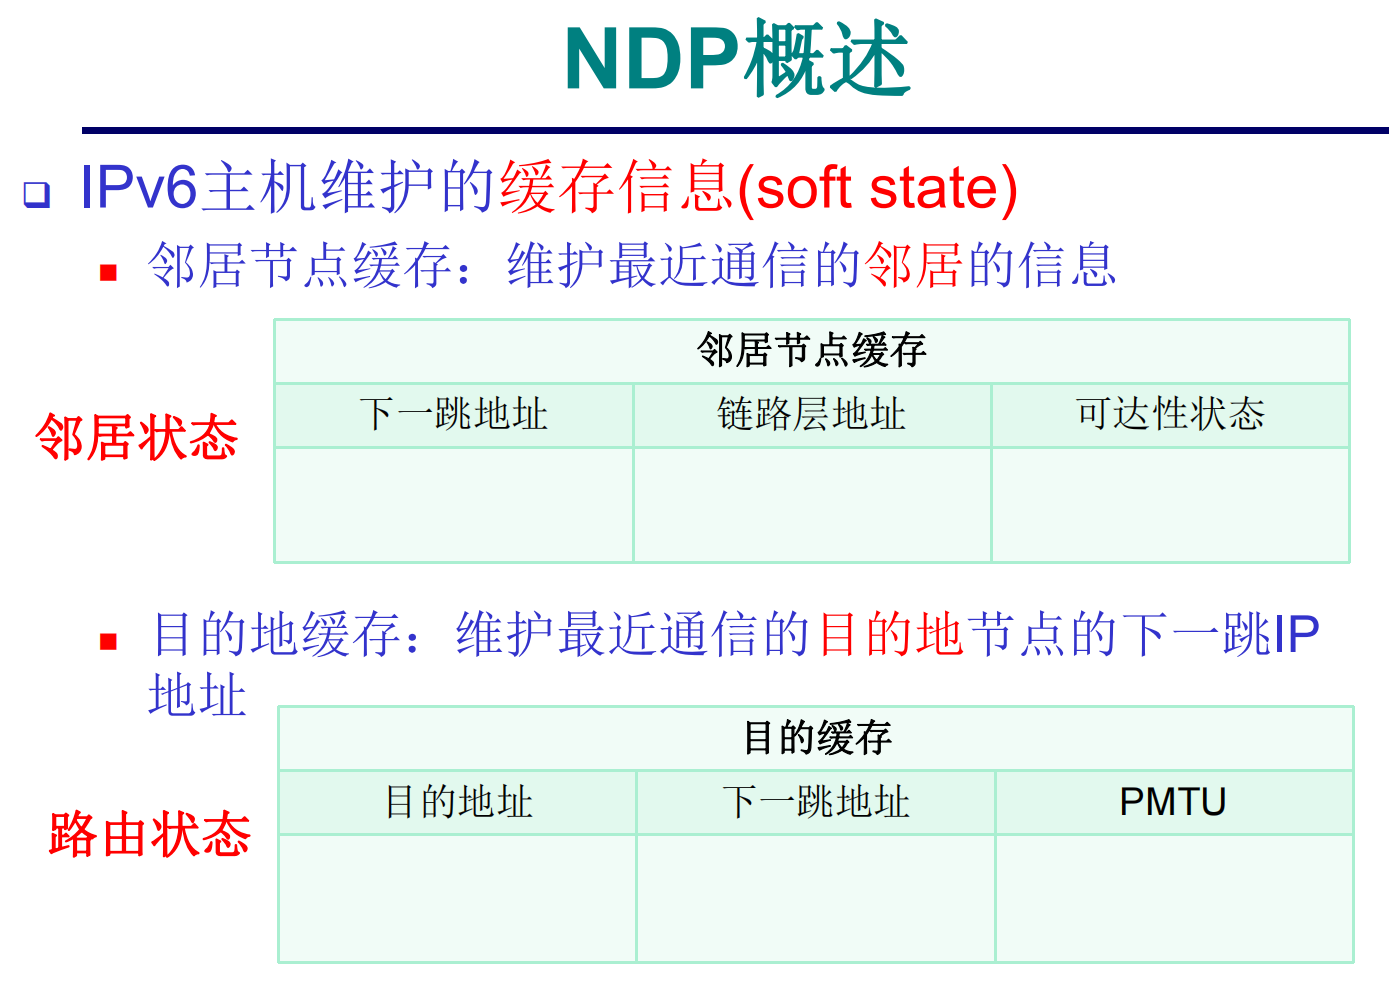 NDP概述
IPv6主机维护的缓存信息(soft state)
邻居节点缓存：维护最近通信的邻居的信息
邻居节点缓存
下一跳地址 链路层地址 可达性状态
邻居状态
目的地缓存：维护最近通信的目的地节点的下一跳IP
地址
目的缓存
目的地址 下一跳地址 PMTU
路由状态